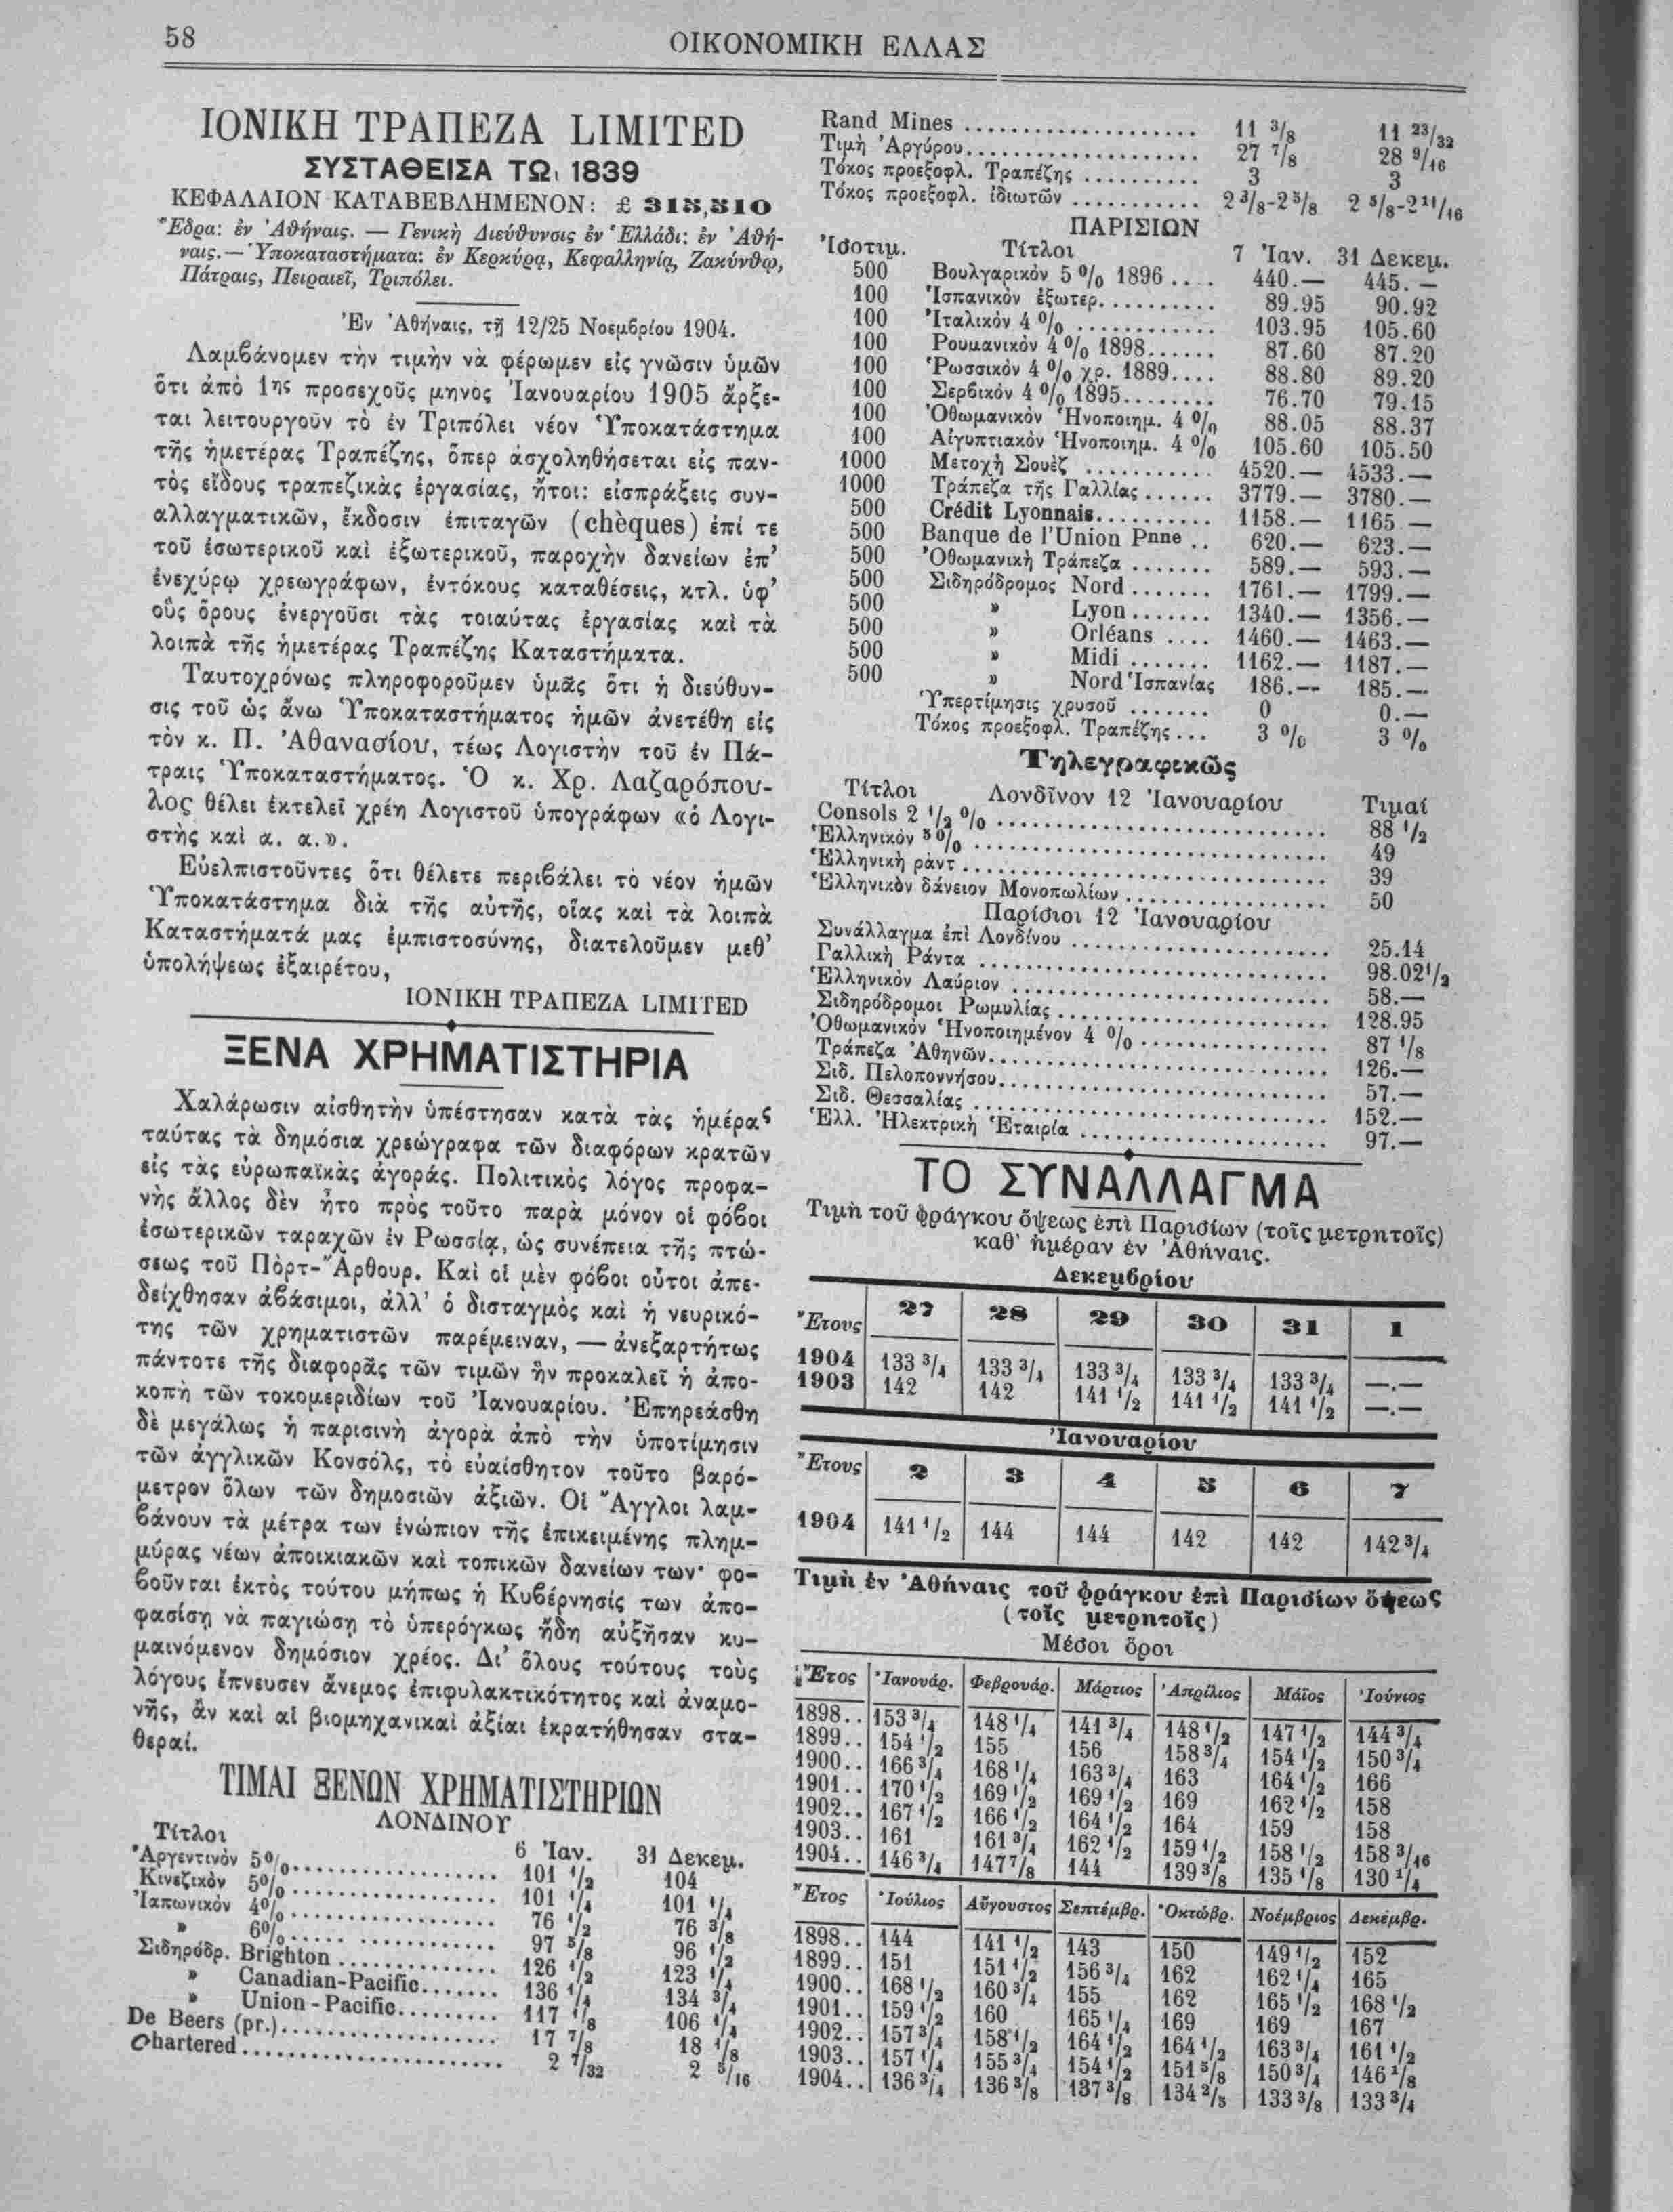 58
ΟΙΚΟΝΟΜΙΚΗ ΕΛΛΑΣ
ΙΟΝΙΚΗ ΤΡΑΠΕΖΑ LIMITED
ΣΥΣΤΑΘΕΙΣΑ ΤΩι 1839
ΚΕΦΑΛΑΙΟΝ ΚΑΤΑΒΕΒΛΗΜΕΝΟΝ: £ 315,510
Ἕδρα: ἐν Ἀθήναις. — Γενικὴ Διεύθυνσις ἐν Ἑλλάδι: ἐν Ἀθή-
ναις.— Ὑποκαταστήματα: ἐν Κερκύρᾳ, Κεφαλληνίᾳ, Ζακύνθῳ,
Πάτραις, Πειραιεῖ, Τριπόλει.
Ἐν Ἀθήναις, τῇ 12/25 Νοεμβρίου 1904.
Λαμβάνομεν τὴν τιμὴν νὰ φέρωμεν εἰς γνῶσιν ὑμῶν
ὅτι ἀπὸ 1ης προσεχοῦς μηνὸς Ἰανουαρίου 1905 ἄρξε-
ται λειτουργοῦν τὸ ἐν Τριπόλει νέον Ὑποκατάστημα
τῆς ἡμετέρας Τραπέζης, ὅπερ ἀσχοληθήσεται εἰς παν-
τὸς εἴδους τραπεζικὰς ἐργασίας, ἤτοι: εἰσπράξεις συν-
αλλαγματικῶν, ἔκδοσιν ἐπιταγῶν (chèques) ἐπί τε
τοῦ ἐσωτερικοῦ καὶ ἐξωτερικοῦ, παροχὴν δανείων ἐπ’
ἐνεχύρῳ χρεωγράφων, ἐντόκους καταθέσεις, κτλ. ὑφ’
οὓς ὅρους ἐνεργοῦσι τὰς τοιαύτας ἐργασίας καὶ τὰ
λοιπὰ τῆς ἡμετέρας Τραπέζης Καταστήματα.
Ταυτοχρόνως πληροφοροῦμεν ὑμᾶς ὅτι ἡ διεύθυν-
σις τοῦ ὡς ἄνω Ὑποκαταστήματος ἡμῶν ἀνετέθη εἰς
τὸν κ. Π. Ἀθανασίου, τέως Λογιστὴν τοῦ ἐν Πά-
τραις Ὑποκαταστήματος. Ὁ κ. Χρ. Λαζαρόπου-
λος θέλει ἐκτελεῖ χρέη Λογιστοῦ ὑπογράφων «ὁ Λογι-
στὴς καὶ α. α.».
Εὐελπιστοῦντες ὅτι θέλετε περιβάλει τὸ νέον ἡμῶν
Ὑποκατάστημα διὰ τῆς αὐτῆς, οἵας καὶ τὰ λοιπὰ
Καταστήματά μας ἐμπιστοσύνης, διατελοῦμεν μεθ’
ὑπολήψεως ἐξαιρέτου,
ΙΟΝΙΚΗ ΤΡΑΠΕΖΑ LIMITED
ΞΕΝΑ ΧΡΗΜΑΤΙΣΤΗΡΙΑ
Χαλάρωσιν αἰσθητὴν ὑπέστησαν κατὰ τὰς ἡμέρας
ταύτας τὰ δημόσια χρεώγραφα τῶν διαφόρων κρατῶν
εἰς τὰς εὐρωπαϊκὰς ἀγοράς. Πολιτικὸς λόγος προφα-
νὴς ἄλλος δὲν ἦτο πρὸς τοῦτο παρὰ μόνον οἱ φόβοι
ἐσωτερικῶν ταραχῶν ἐν Ρωσσίᾳ, ὡς συνέπεια τῆς πτώ-
σεως τοῦ Πὸρτ-Ἄρθουρ. Καὶ οἱ μὲν φόβοι οὗτοι ἀπε-
δείχθησαν ἀβάσιμοι, ἀλλ’ ὁ δισταγμὸς καὶ ἡ νευρικό-
της τῶν χρηματιστῶν παρέμειναν, — ἀνεξαρτήτως
πάντοτε τῆς διαφορᾶς τῶν τιμῶν ἣν προκαλεῖ ἡ ἀπο-
κοπὴ τῶν τοκομεριδίων τοῦ Ἰανουαρίου. Ἐπηρεάσθη
δὲ μεγάλως ἡ παρισινὴ ἀγορὰ ἀπὸ τὴν ὑποτίμησιν
τῶν ἀγγλικῶν Κονσόλς, τὸ εὐαίσθητον τοῦτο βαρό-
μετρον ὅλων τῶν δημοσιῶν ἀξιῶν. Οἱ Ἄγγλοι λαμ-
βάνουν τὰ μέτρα των ἐνώπιον τῆς ἐπικειμένης πλημ-
μύρας νέων ἀποικιακῶν καὶ τοπικῶν δανείων των· φο-
βοῦνται ἐκτὸς τούτου μήπως ἡ Κυβέρνησίς των ἀπο-
φασίσῃ νὰ παγιώσῃ τὸ ὑπερόγκως ἤδη αὐξῆσαν κυ-
μαινόμενον δημόσιον χρέος. Δι’ ὅλους τούτους τοὺς
λόγους ἔπνευσεν ἄνεμος ἐπιφυλακτικότητος καὶ ἀναμο-
νῆς, ἂν καὶ αἱ βιομηχανικαὶ ἀξίαι ἐκρατήθησαν στα-
θεραί.
ΤΙΜΑΙ ΞΕΝΩΝ ΧΡΗΜΑΤΙΣΤΗΡΙΩΝ
ΛΟΝΔΙΝΟΥ
Τίτλοι 6 Ἰαν. 31 Δεκεμ.
Ἀργεντινὸν 5 0/0 101 1/2 104
Κινεζικὸν 5 0/0 101 1/4 101 1/4
Ἰαπωνικόν 4 0/0 76 1/2 76 3/8
» 6 0/0 97 5/8 96 1/2
Σιδηρόδρ. Brighton 126 1/2 123 1/4
» Canadian-Pacific 136 1/4 134 3/4
» Union - Pacific 117 1/8 106 1/4
De Beers (pr.) 17 7/8 18 1/8
Chartered 2 7/32 2 5/16
Rand Mines 11 3/8 11 23/32
Τιμὴ Ἀργύρου 27 7/8 28 9/16
Τόκος προεξοφλ. Τραπέζης 3 3
Τόκος προεξοφλ. ἰδιωτῶν 2 3/8-2 5/8 2 5/8-2 11/16
ΠΑΡΙΣΙΩΝ
Ἰσοτιμ. Τίτλοι 7 Ἰαν. 31 Δεκεμ.
500 Βουλγαρικὸν 5 0/0 1896 440.— 445.—
100 Ἱσπανικὸν ἐξωτερ. 89.95 90.92
100 Ἰταλικόν 4 0/0 103.95 105.60
100 Ρουμανικὸν 4 0/0 1898 87.60 87.20
100 Ῥωσσικὸν 4 0/0 χρ. 1889 88.80 89.20
100 Σερβικὸν 4 0/0 1895 76.70 79.15
100 Ὀθωμανικὸν Ἡνοποιημ. 4 0/0 88.05 88.37
100 Αἰγυπτιακὸν Ἡνοποιημ. 4 0/0 105.60 105.50
1000 Μετοχὴ Σουὲζ 4520.— 4533.—
1000 Τράπεζα τῆς Γαλλίας 3779.— 3780.—
500 Crédit Lyonnais 1158.— 1165.—
500 Banque de l'Union Pnne 620.— 623.—
500 Ὀθωμανικὴ Τράπεζα 589.— 593.—
500 Σιδηρόδρομος Nord 1761.— 1799.—
500 » Lyon 1340.— 1356.—
500 » Orléans 1460.— 1463.—
500 » Midi 1162.— 1187.—
500 » Nord Ἱσπανίας 186.— 185.—
Ὑπερτίμησις χρυσοῦ 0 0.—
Τόκος προεξοφλ. Τραπέζης 3 0/0 3 0/0
Τηλεγραφικῶς
Τίτλοι Λονδῖνον 12 Ἰανουαρίου Τιμαί
Consols 2 1/2 0/0 88 1/2
Ἑλληνικὸν 5 0/0 49
Ἑλληνικὴ ρὰντ 39
Ἑλληνικὸν δάνειον Μονοπωλίων 50
Παρίσιοι 12 Ἰανουαρίου
Συνάλλαγμα ἐπὶ Λονδίνου 25.14
Γαλλικὴ Ράντα 98.02 1/2
Ἑλληνικὸν Λαύριον 58.—
Σιδηρόδρομοι Ρωμυλίας 128.95
Ὀθωμανικὸν Ἡνοποιημένον 4 0/0 87 1/8
Τράπεζα Ἀθηνῶν 126.—
Σιδ. Πελοποννήσου 57.—
Σιδ. Θεσσαλίας 152.—
Ἑλλ. Ἠλεκτρικὴ Ἑταιρία 97.—
ΤΟ ΣΥΝΑΛΛΑΓΜΑ
Τιμὴ τοῦ φράγκου ὄψεως ἐπὶ Παρισίων (τοῖς μετρητοῖς)
καθ’ ἡμέραν ἐν Ἀθήναις.
Δεκεμβρίου
Ἔτους 27 28 29 30 31 1
1904 133 3/4 133 3/4 133 3/4 133 3/4 133 3/4 —.—
1903 142 142 141 1/2 141 1/2 141 1/2 —.—
Ἰανουαρίου
Ἔτους 2 3 4 5 6 7
1904 141 1/2 144 144 142 142 142 3/4
Τιμὴ ἐν Ἀθήναις τοῦ φράγκου ἐπὶ Παρισίων ὄψεως
(τοῖς μετρητοῖς)
Μέσοι ὅροι
Ἔτος Ἰανουάρ. Φεβρουάρ. Μάρτιος Ἀπρίλιος Μάϊος Ἰούνιος
1898.. 153 3/4 148 1/4 141 3/4 148 1/2 147 1/2 144 3/4
1899.. 154 1/2 155 156 158 3/4 154 1/2 150 3/4
1900.. 166 3/4 168 1/4 163 3/4 163 164 1/2 166
1901.. 170 1/2 169 1/2 169 1/2 169 162 1/2 158
1902.. 167 1/2 166 1/2 164 1/2 164 159 158
1903.. 161 161 3/4 162 1/2 159 1/2 158 1/2 158 3/16
1904.. 146 3/4 147 7/8 144 139 3/8 135 1/8 130 1/4
Ἔτος Ἰούλιος Αὔγουστος Σεπτέμβρ. Ὀκτώβρ. Νοέμβριος Δεκέμβρ.
1898.. 144 141 1/2 143 150 149 1/2 152
1899.. 151 151 1/2 156 3/4 162 162 1/4 165
1900.. 168 1/2 160 3/4 155 162 165 1/2 168 1/2
1901.. 159 1/2 160 165 1/4 169 169 167
1902.. 157 3/4 158 1/2 164 1/2 164 1/2 163 3/4 161 1/2
1903.. 157 1/4 155 3/4 154 1/2 151 5/8 150 3/4 146 1/8
1904.. 136 3/4 136 3/8 137 3/8 134 2/5 133 3/8 133 3/4